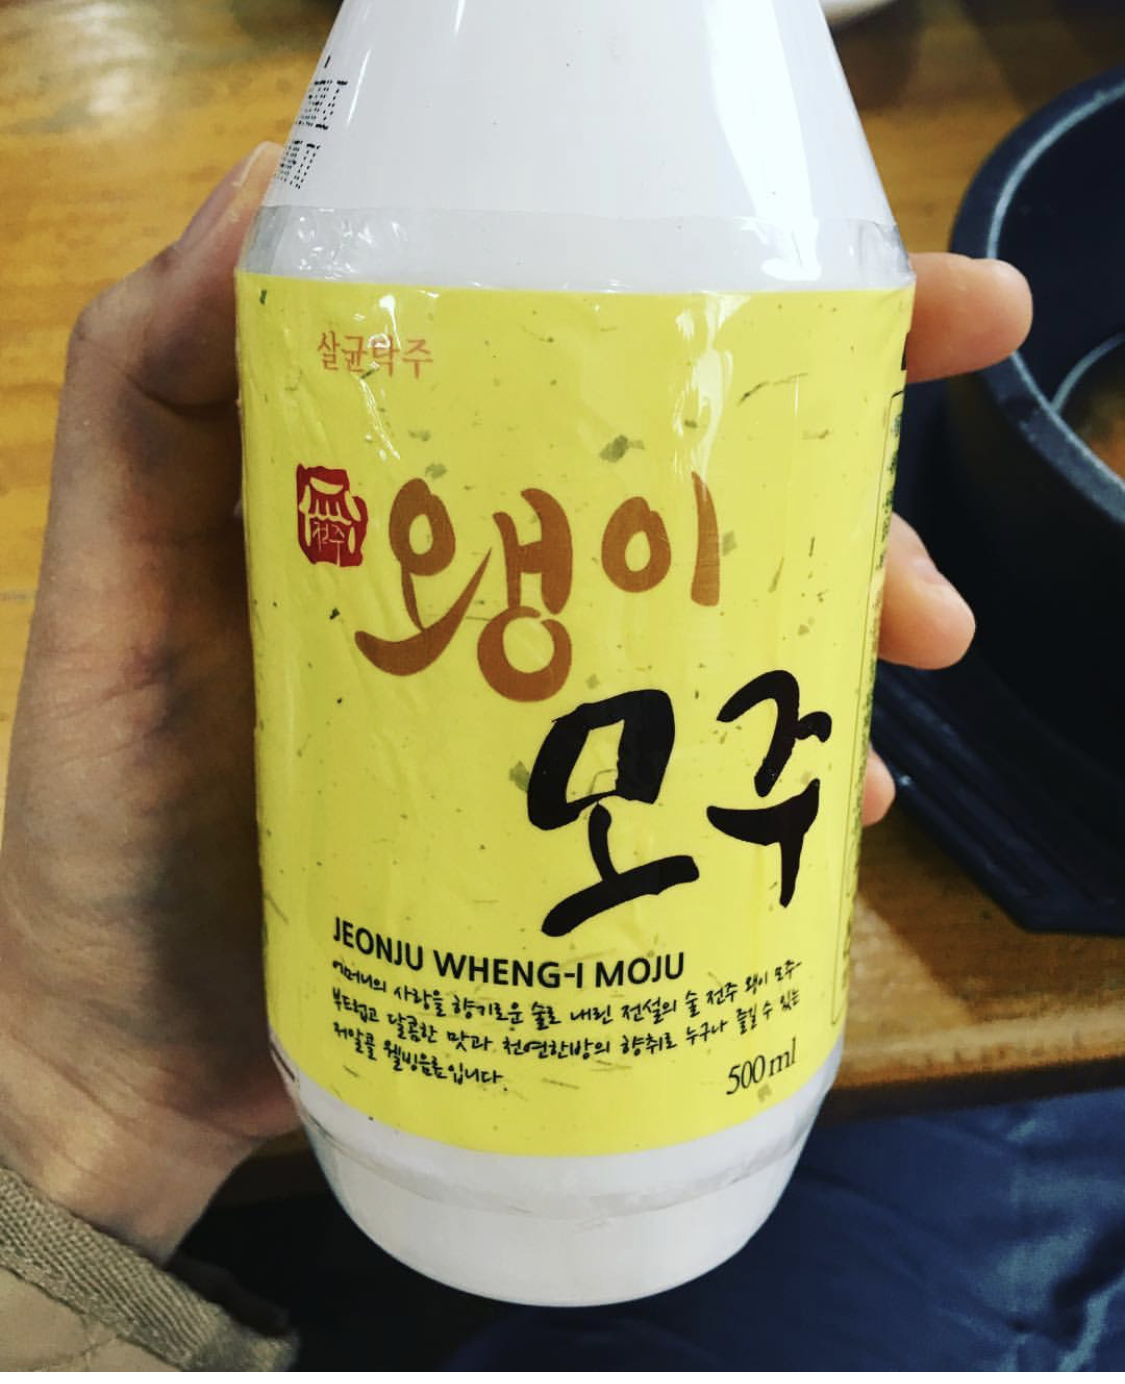 살균탁주
전주
왱이
모주
JEONJU WHENG-I MOJU
어머니의 사랑을 향기로운 술로 내린 전설의 술 전주 왱이 모주-
부드럽고 달콤한 맛과 천연한방의 향취로 누구나 즐길 수 있는
저알콜 웰빙음료입니다.
500ml